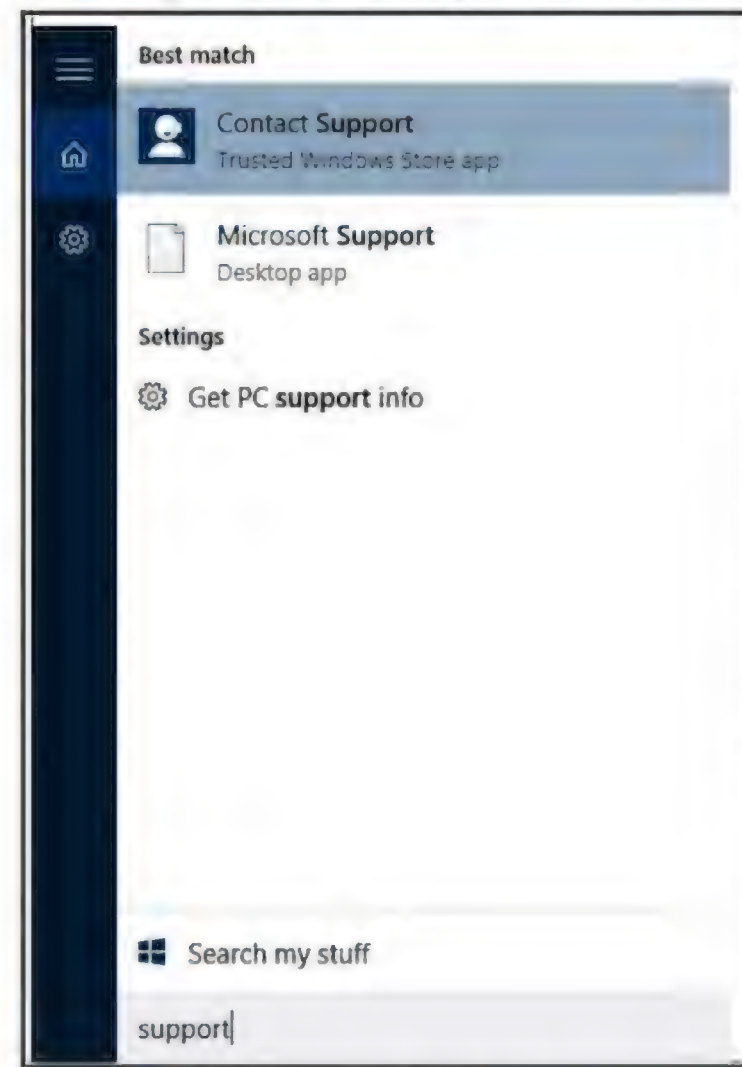 Best match
Contact Support
Trusted Windows Store app
Microsoft Support
Desktop app
Settings
Get PC support info
Search my stuff
support